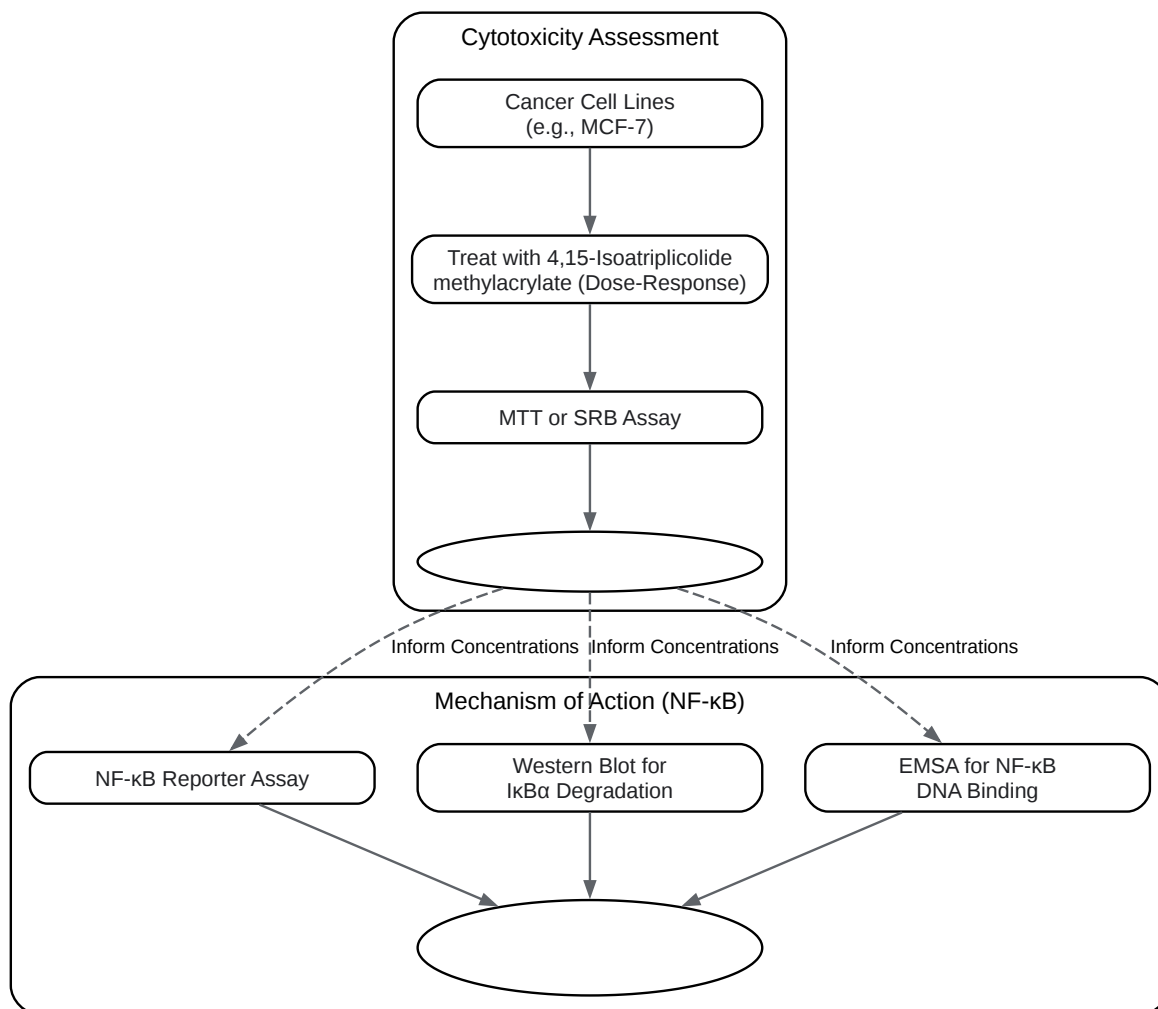 Cytotoxicity Assessment
Cancer Cell Lines
(e.g., MCF-7)
Treat with 4,15-Isoatriplicolide
methylacrylate (Dose-Response)
MTT or SRB Assay
Inform Concentrations
Inform Concentrations
Inform Concentrations
Mechanism of Action (NF-κB)
NF-κB Reporter Assay
Western Blot for
IκBα Degradation
EMSA for NF-κB
DNA Binding